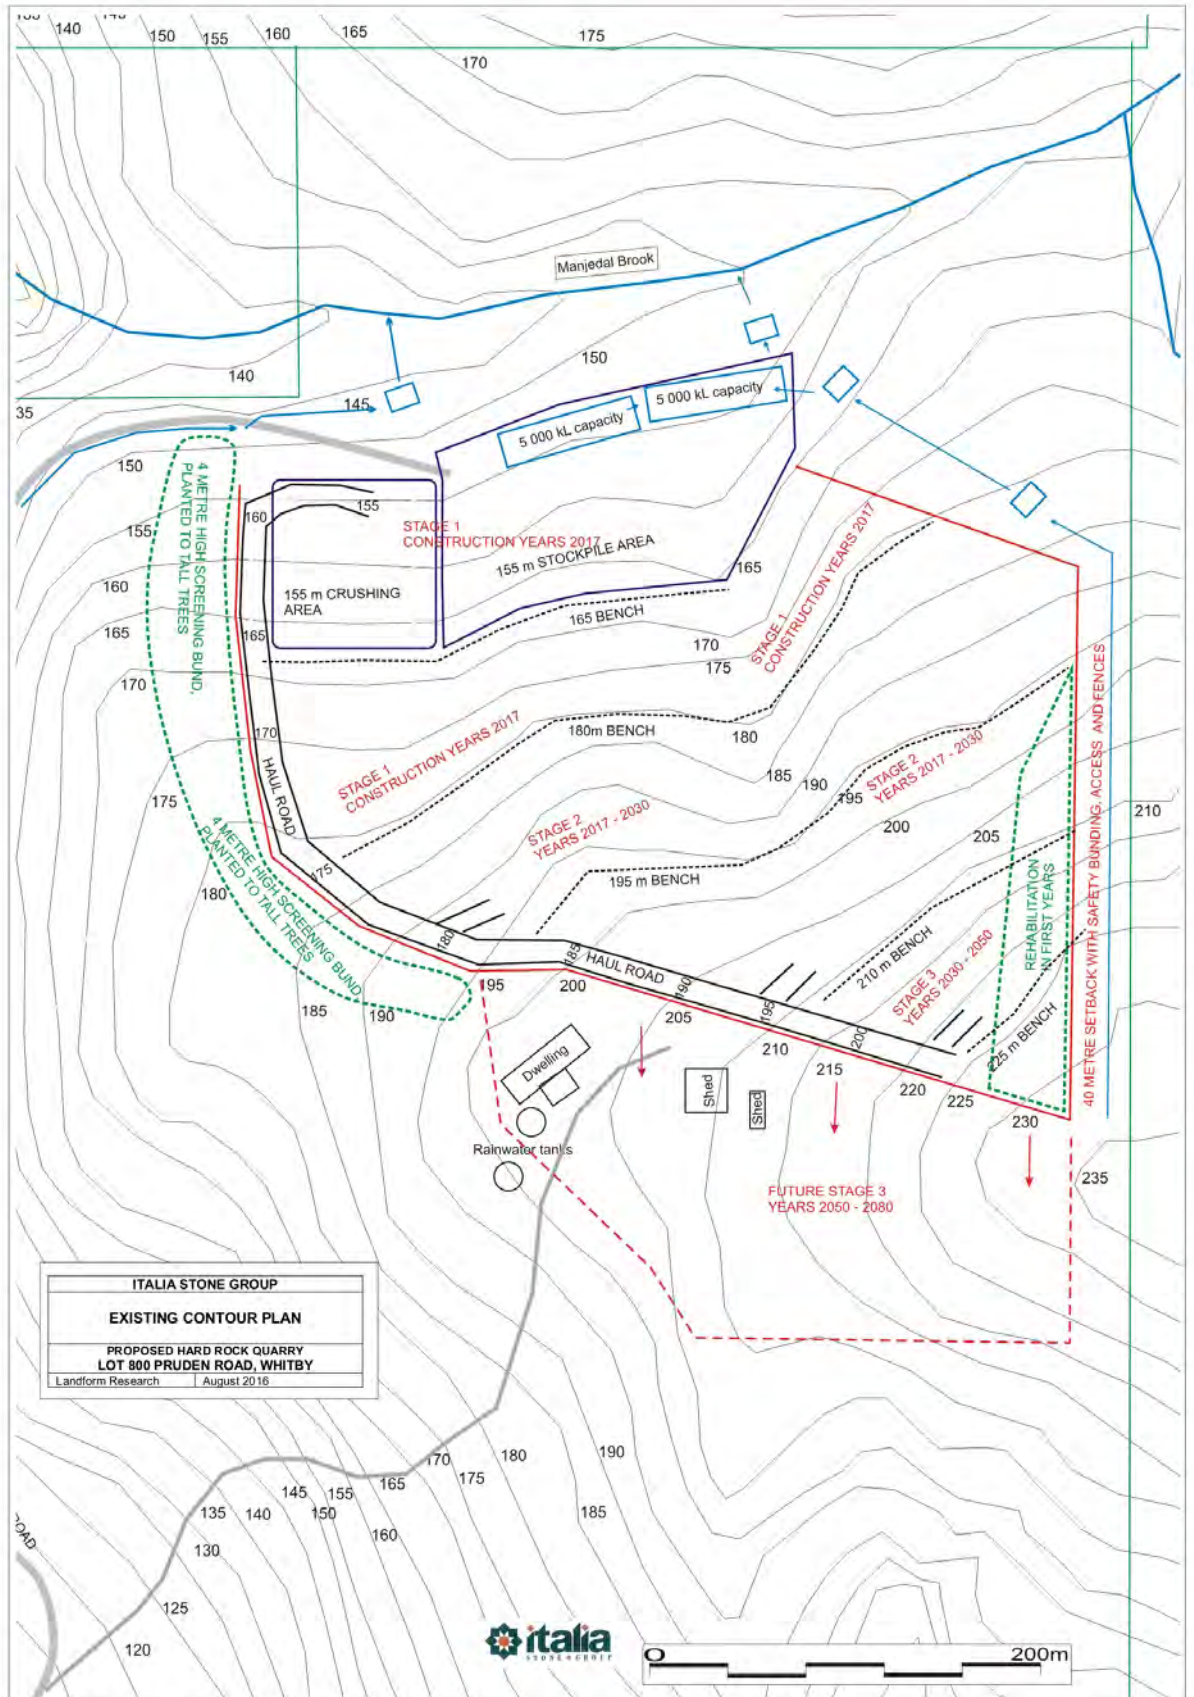 140
150
155
160
165
175
170
Manjedal Brook
150
140
145
35
5 000 kL capacity
5 000 kL capacity
150
155
160
165
170
175
180
185
190
4 METRE HIGH SCREENING BUND,
PLANTED TO TALL TREES
160
155
STAGE 1
CONSTRUCTION YEARS 2017
155 m STOCKPILE AREA
155 m CRUSHING
AREA
165
165
165 BENCH
170
175
STAGE 1
CONSTRUCTION YEARS 2017
170
HAUL ROAD
STAGE 1
CONSTRUCTION YEARS 2017
180m BENCH
180
185
190
195
200
205
210
STAGE 2
YEARS 2017 - 2030
STAGE 2
YEARS 2017 - 2030
195 m BENCH
4 METRE HIGH SCREENING BUND
PLANTED TO TALL TREES
175
180
185
HAUL ROAD
190
195
200
210 m BENCH
STAGE 3
YEARS 2030 - 2050
225 m BENCH
REHABILITATION
IN FIRST YEARS
40 METRE SETBACK WITH SAFETY BUNDING, ACCESS AND FENCES
195
200
205
210
215
220
225
230
235
Dwelling
Shed
Shed
Rainwater tanks
FUTURE STAGE 3
YEARS 2050 - 2080
ITALIA STONE GROUP
EXISTING CONTOUR PLAN
PROPOSED HARD ROCK QUARRY
LOT 800 PRUDEN ROAD, WHITBY
Landform Research
August 2016
170
180
190
175
165
185
145
155
135
140
150
160
130
125
120
OAD
italia
STONE GROUP
O
200m